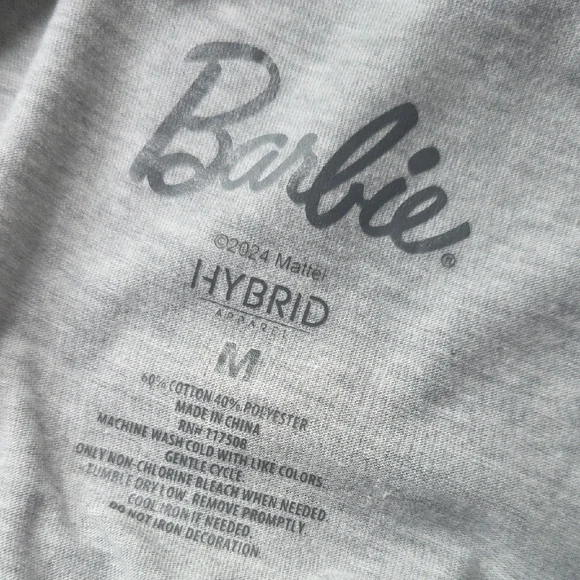 Barbie®
©2024 Mattel
HYBRID
APPAREL
M
60% COTTON 40% POLYESTER
MADE IN CHINA
RN# 117508
MACHINE WASH COLD WITH LIKE COLORS.
GENTLE CYCLE.
ONLY NON-CHLORINE BLEACH WHEN NEEDED.
TUMBLE DRY LOW. REMOVE PROMPTLY.
COOL IRON IF NEEDED.
DO NOT IRON DECORATION.